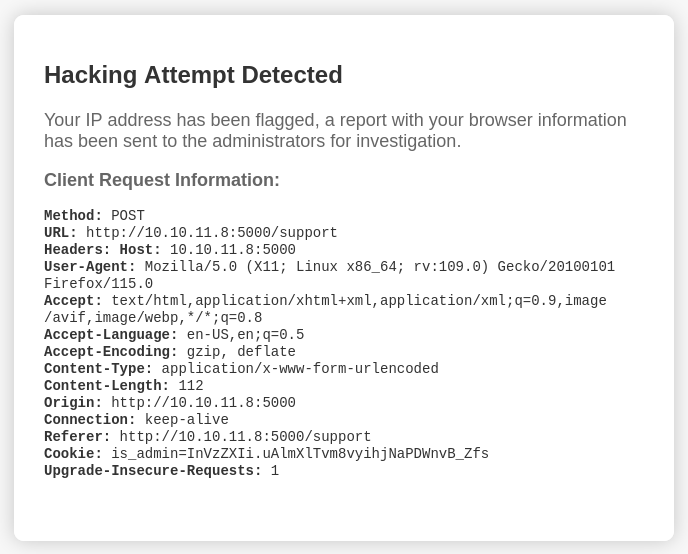 Hacking Attempt Detected
Your IP address has been flagged, a report with your browser information
has been sent to the administrators for investigation.
Client Request Information:
Method: POST
URL: http://10.10.11.8:5000/support
Headers: Host: 10.10.11.8:5000
User-Agent: Mozilla/5.0 (X11; Linux x86_64; rv:109.0) Gecko/20100101
Firefox/115.0
Accept: text/html,application/xhtml+xml,application/xml;q=0.9,image
/avif,image/webp,*/*;q=0.8
Accept-Language: en-US,en;q=0.5
Accept-Encoding: gzip, deflate
Content-Type: application/x-www-form-urlencoded
Content-Length: 112
Origin: http://10.10.11.8:5000
Connection: keep-alive
Referer: http://10.10.11.8:5000/support
Cookie: is_admin=InVzZXIi.uAlmXlTvm8vyihjNaPDWnvB_Zfs
Upgrade-Insecure-Requests: 1